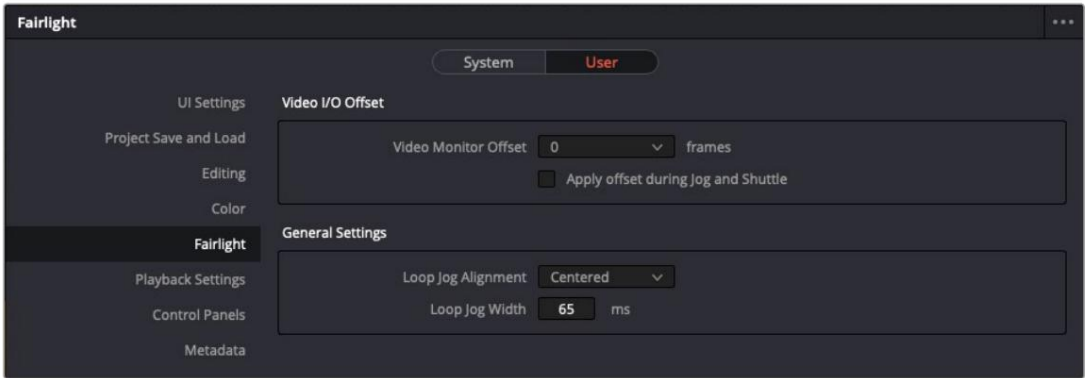 Fairlight
System User
UI Settings
Project Save and Load
Editing
Color
Fairlight
Playback Settings
Control Panels
Metadata
Video I/O Offset
Video Monitor Offset 0 frames
Apply offset during Jog and Shuttle
General Settings
Loop Jog Alignment Centered
Loop Jog Width 65 ms